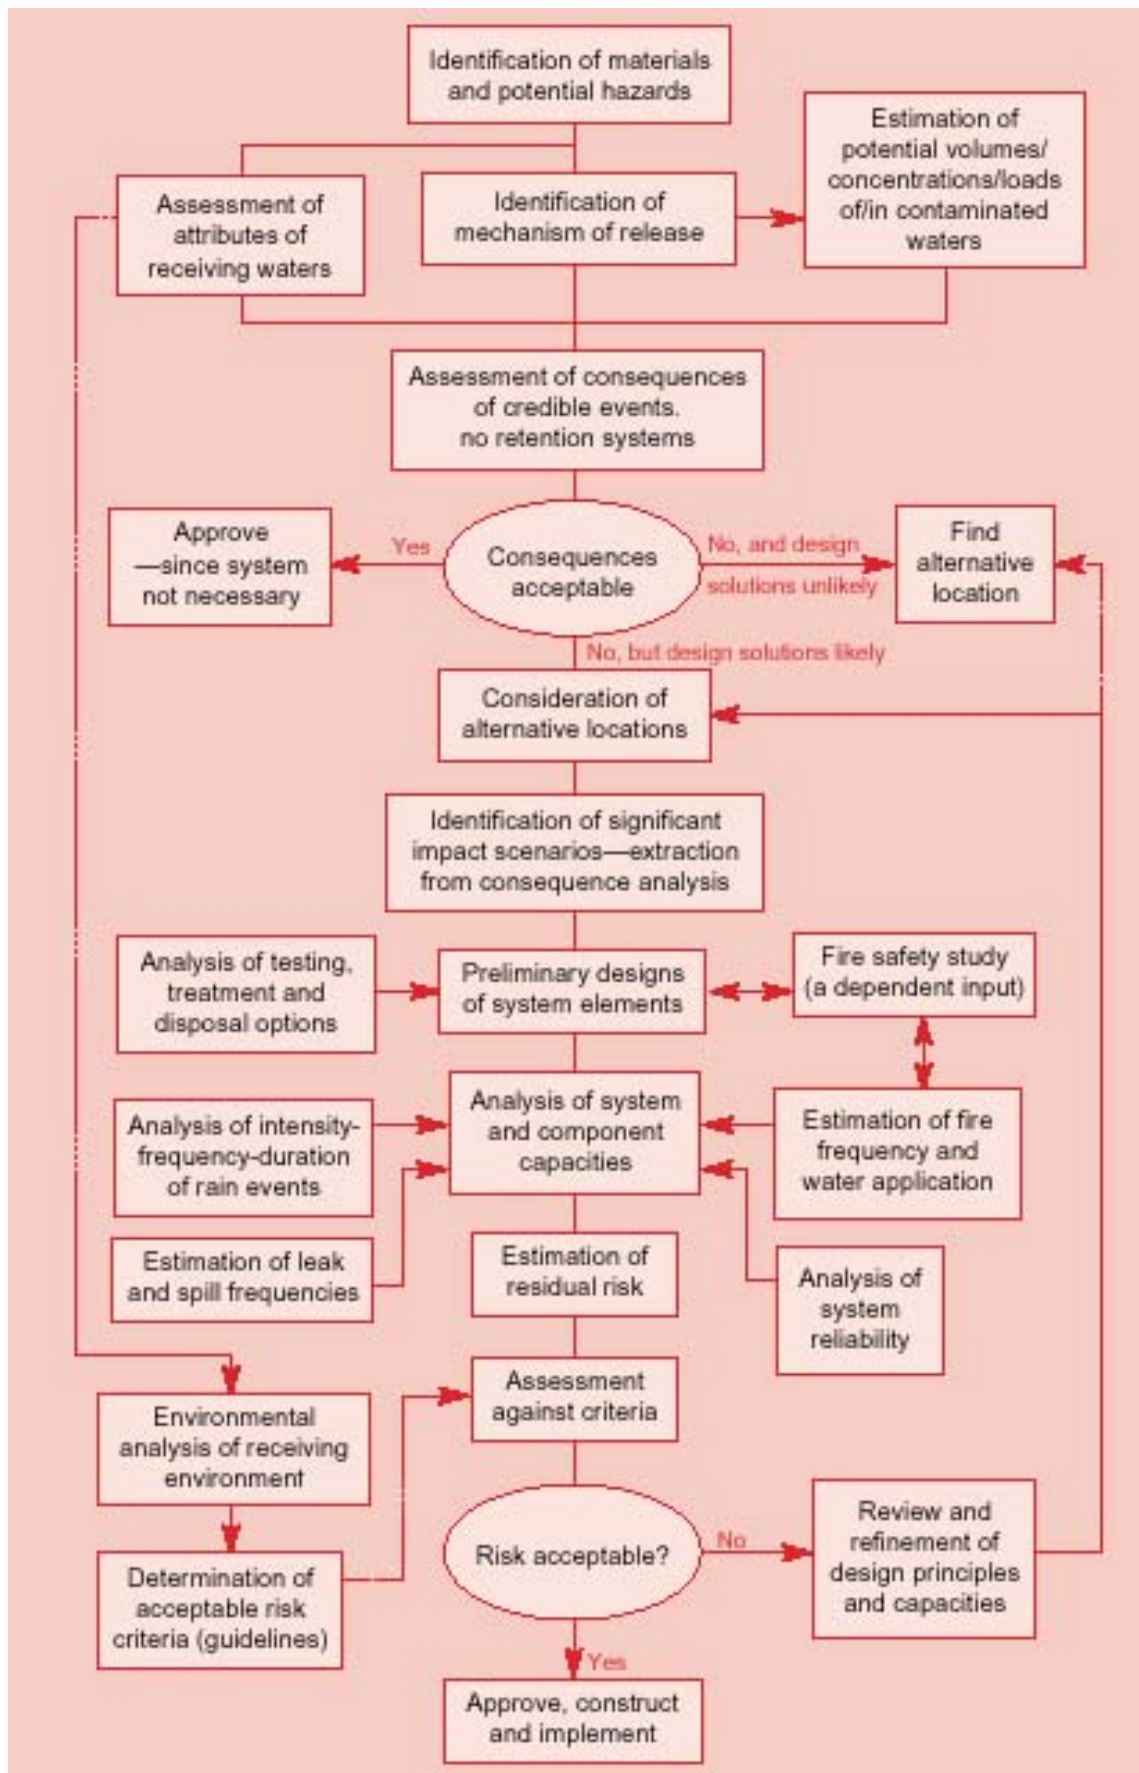 Identification of materials
and potential hazards
Estimation of
potential volumes/
concentrations/loads
of/in contaminated
waters
Assessment of
attributes of
receiving waters
Identification of
mechanism of release
Assessment of consequences
of credible events.
no retention systems
Approve
—since system
not necessary
Yes
Consequences
acceptable
No, and design
solutions unlikely
Find
alternative
location
No, but design solutions likely
Consideration of
alternative locations
Identification of significant
impact scenarios—extraction
from consequence analysis
Analysis of testing,
treatment and
disposal options
Preliminary designs
of system elements
Fire safety study
(a dependent input)
Analysis of intensity-
frequency-duration
of rain events
Analysis of system
and component
capacities
Estimation of fire
frequency and
water application
Estimation of leak
and spill frequencies
Estimation of
residual risk
Analysis of
system
reliability
Assessment
against criteria
Environmental
analysis of receiving
environment
Determination of
acceptable risk
criteria (guidelines)
Risk acceptable?
No
Review and
refinement of
design principles
and capacities
Yes
Approve, construct
and implement